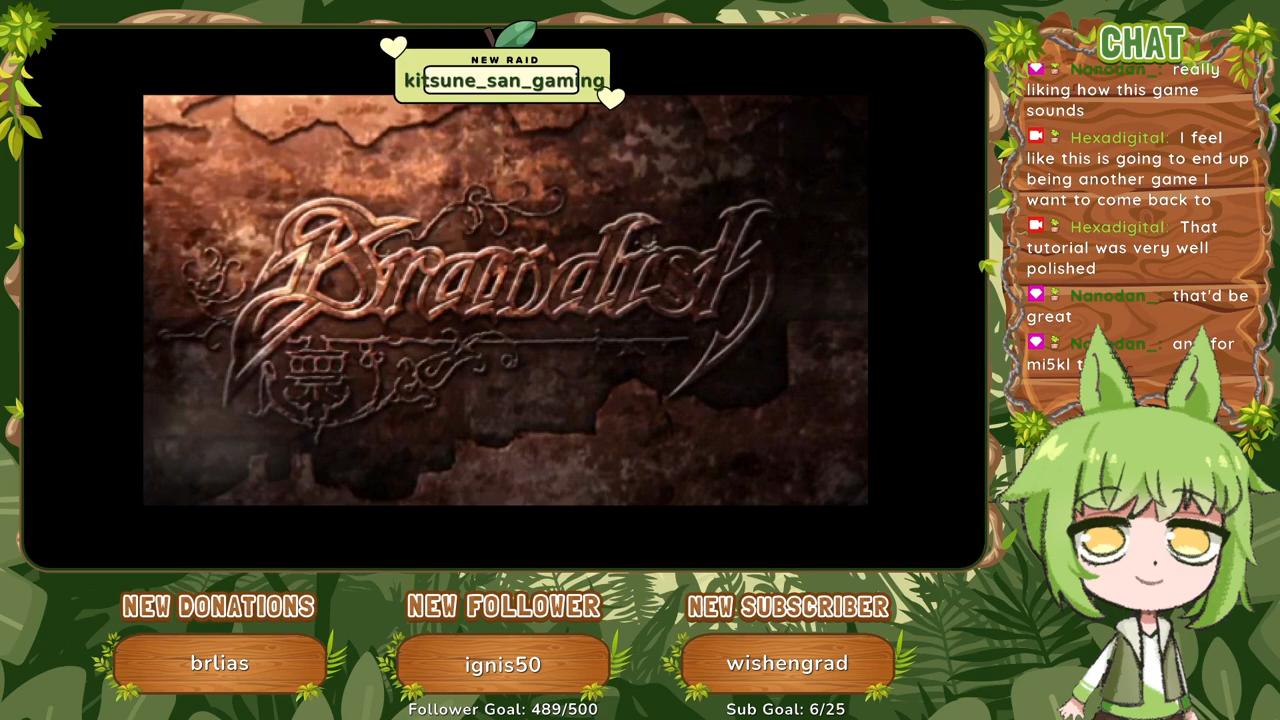 NEW RAID
kitsune_san_gaming
Brandish
CHAT
Nanodan_: really
liking how this game
sounds
Hexadigital: I feel
like this is going to end up
being another game I
want to come back to
Hexadigital: That
tutorial was very well
polished
Nanodan_: that'd be
great
for
mi5kl
NEW DONATIONS
NEW FOLLOWER
NEW SUBSCRIBER
brlias
ignis50
wishengrad
Follower Goal: 489/500
Sub Goal: 6/25